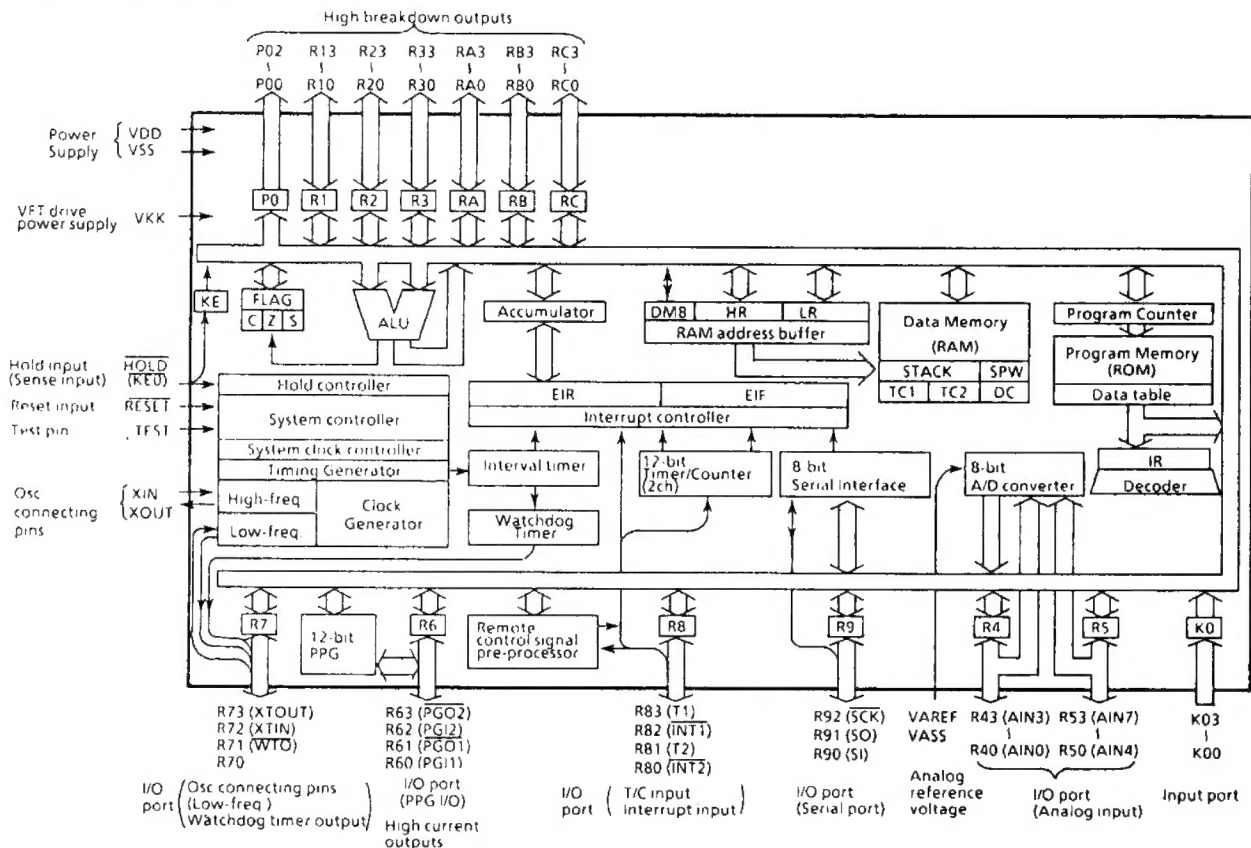 High breakdown outputs
P02 R13 R23 R33 RA3 RB3 RC3
P00 R10 R20 R30 RA0 RB0 RC0
Power Supply { VDD
VSS
P0 R1 R2 R3 RA RB RC
VFT drive
power supply VKK
KE
FLAG
C Z S
ALU
Accumulator
DMB HR LR
RAM address buffer
Data Memory
(RAM)
STACK SPW
TC1 TC2 DC
Program Counter
Program Memory
(ROM)
Data table
Hold input HOLD
(Sense input) (KE0)
Reset input RESET
Test pin TEST
Hold controller
System controller
System clock controller
Timing Generator
High-freq
Low-freq.
Clock
Generator
EIR EIF
Interrupt controller
Interval timer
Watchdog
Timer
12-bit
Timer/Counter
(2ch)
8 bit
Serial Interface
8-bit
A/D converter
IR
Decoder
Osc
connecting
pins
XIN
XOUT
R7
12-bit
PPG
R6
Remote
control signal
pre-processor
R8
R9
R4
R5
K0
R73 (XTOUT)
R72 (XTIN)
R71 (WTO)
R70
I/O
port
(Osc connecting pins
(Low-freq)
Watchdog timer output)
R63 (PGO2)
R62 (PGI2)
R61 (PGO1)
R60 (PGI1)
I/O port
(PPG I/O)
High current
outputs
R83 (T1)
R82 (INT1)
R81 (T2)
R80 (INT2)
I/O
port
(T/C input
Interrupt input)
R92 (SCK)
R91 (SO)
R90 (SI)
I/O port
(Serial port)
VAREF
VASS
Analog
reference
voltage
R43 (AIN3) R53 (AIN7)
R40 (AIN0) R50 (AIN4)
I/O port
(Analog input)
K03
K00
Input port